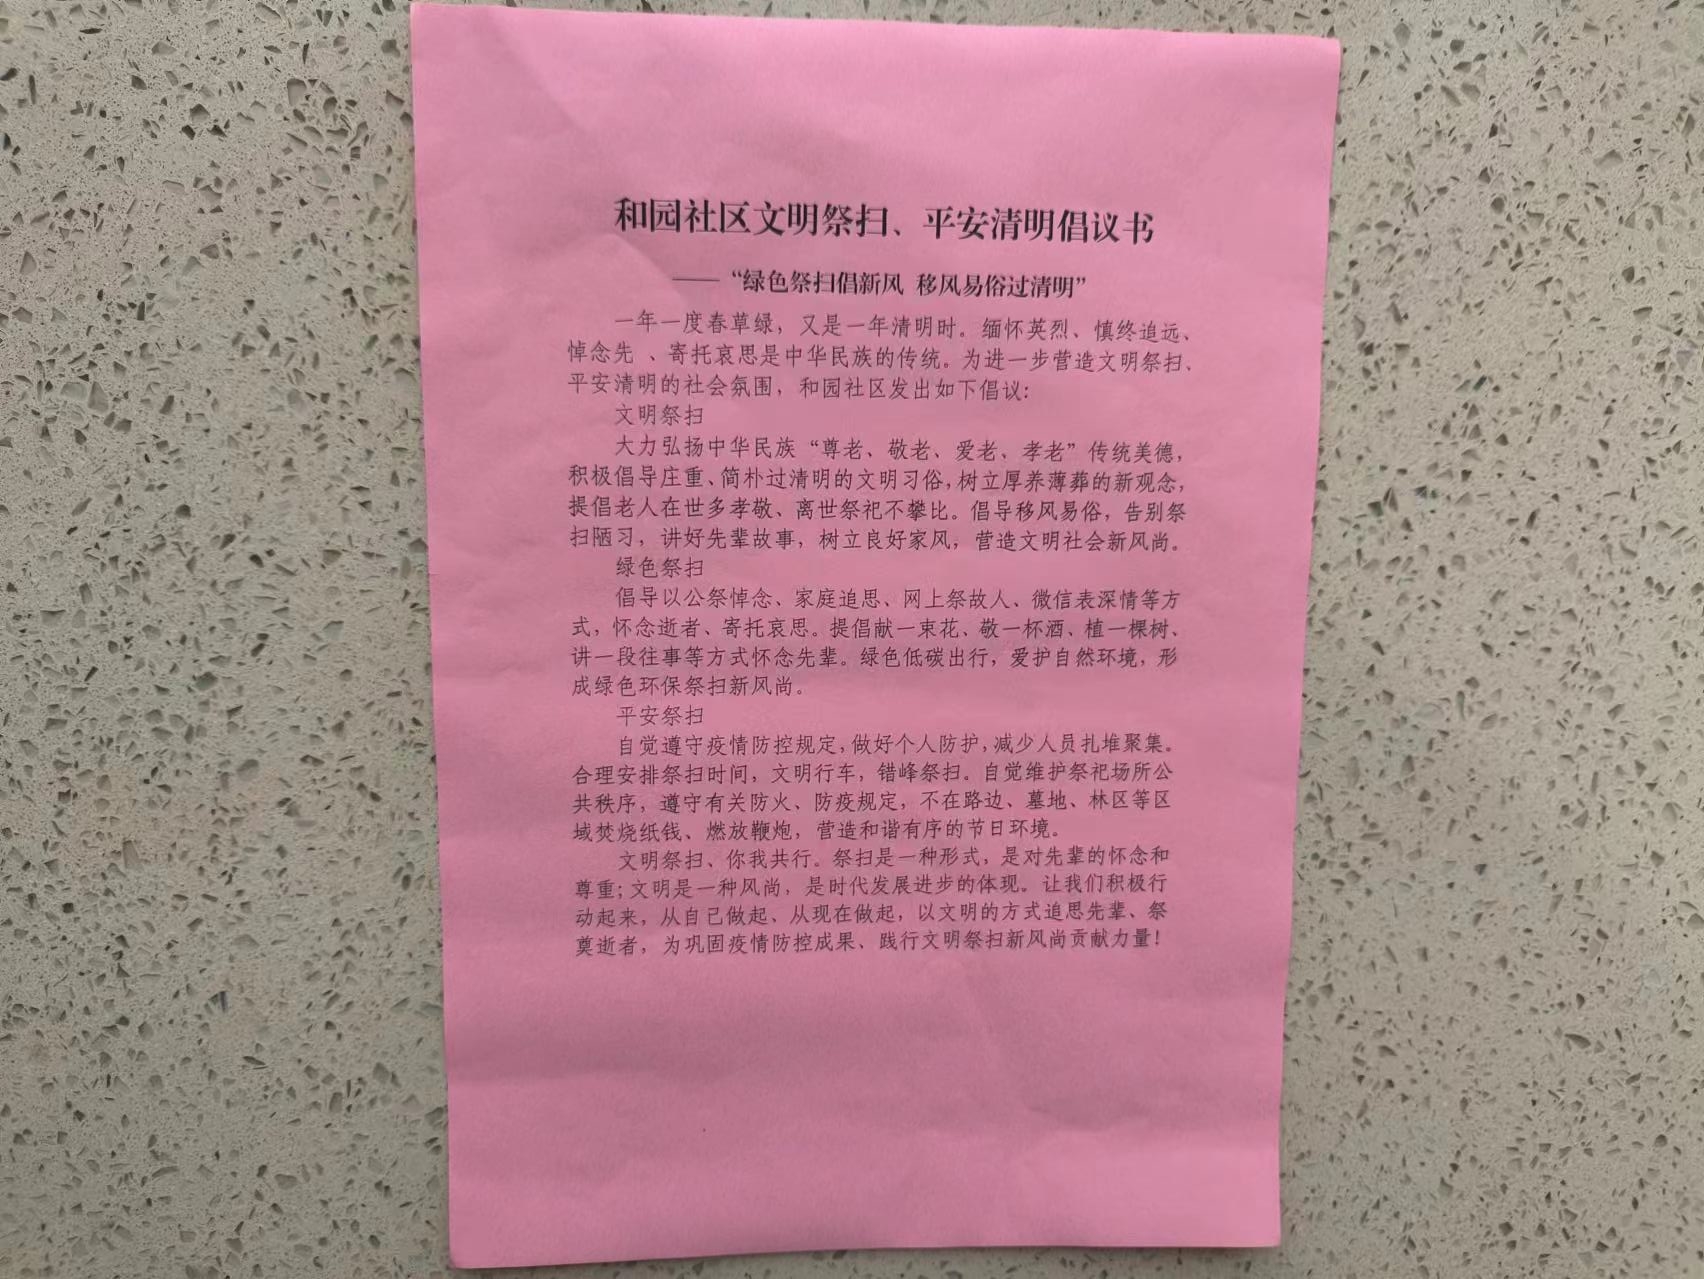 和园社区文明祭扫、平安清明倡议书
——“绿色祭扫倡新风 移风易俗过清明”
一年一度春草绿，又是一年清明时。缅怀英烈、慎终追远、
悼念先 、寄托哀思是中华民族的传统。为进一步营造文明祭扫、
平安清明的社会氛围，和园社区发出如下倡议：
文明祭扫
大力弘扬中华民族“尊老、敬老、爱老、孝老”传统美德，
积极倡导庄重、简朴过清明的文明习俗，树立厚养薄葬的新观念，
提倡老人在世多孝敬、离世祭祀不攀比。倡导移风易俗，告别祭
扫陋习，讲好先辈故事，树立良好家风，营造文明社会新风尚。
绿色祭扫
倡导以公祭悼念、家庭追思、网上祭故人、微信表深情等方
式，怀念逝者、寄托哀思。提倡献一束花、敬一杯酒、植一棵树、
讲一段往事等方式怀念先辈。绿色低碳出行，爱护自然环境，形
成绿色环保祭扫新风尚。
平安祭扫
自觉遵守疫情防控规定，做好个人防护，减少人员扎堆聚集。
合理安排祭扫时间，文明行车，错峰祭扫。自觉维护祭祀场所公
共秩序，遵守有关防火、防疫规定，不在路边、墓地、林区等区
域焚烧纸钱、燃放鞭炮，营造和谐有序的节日环境。
文明祭扫、你我共行。祭扫是一种形式，是对先辈的怀念和
尊重；文明是一种风尚，是时代发展进步的体现。让我们积极行
动起来，从自己做起、从现在做起，以文明的方式追思先辈、祭
奠逝者，为巩固疫情防控成果、践行文明祭扫新风尚贡献力量！